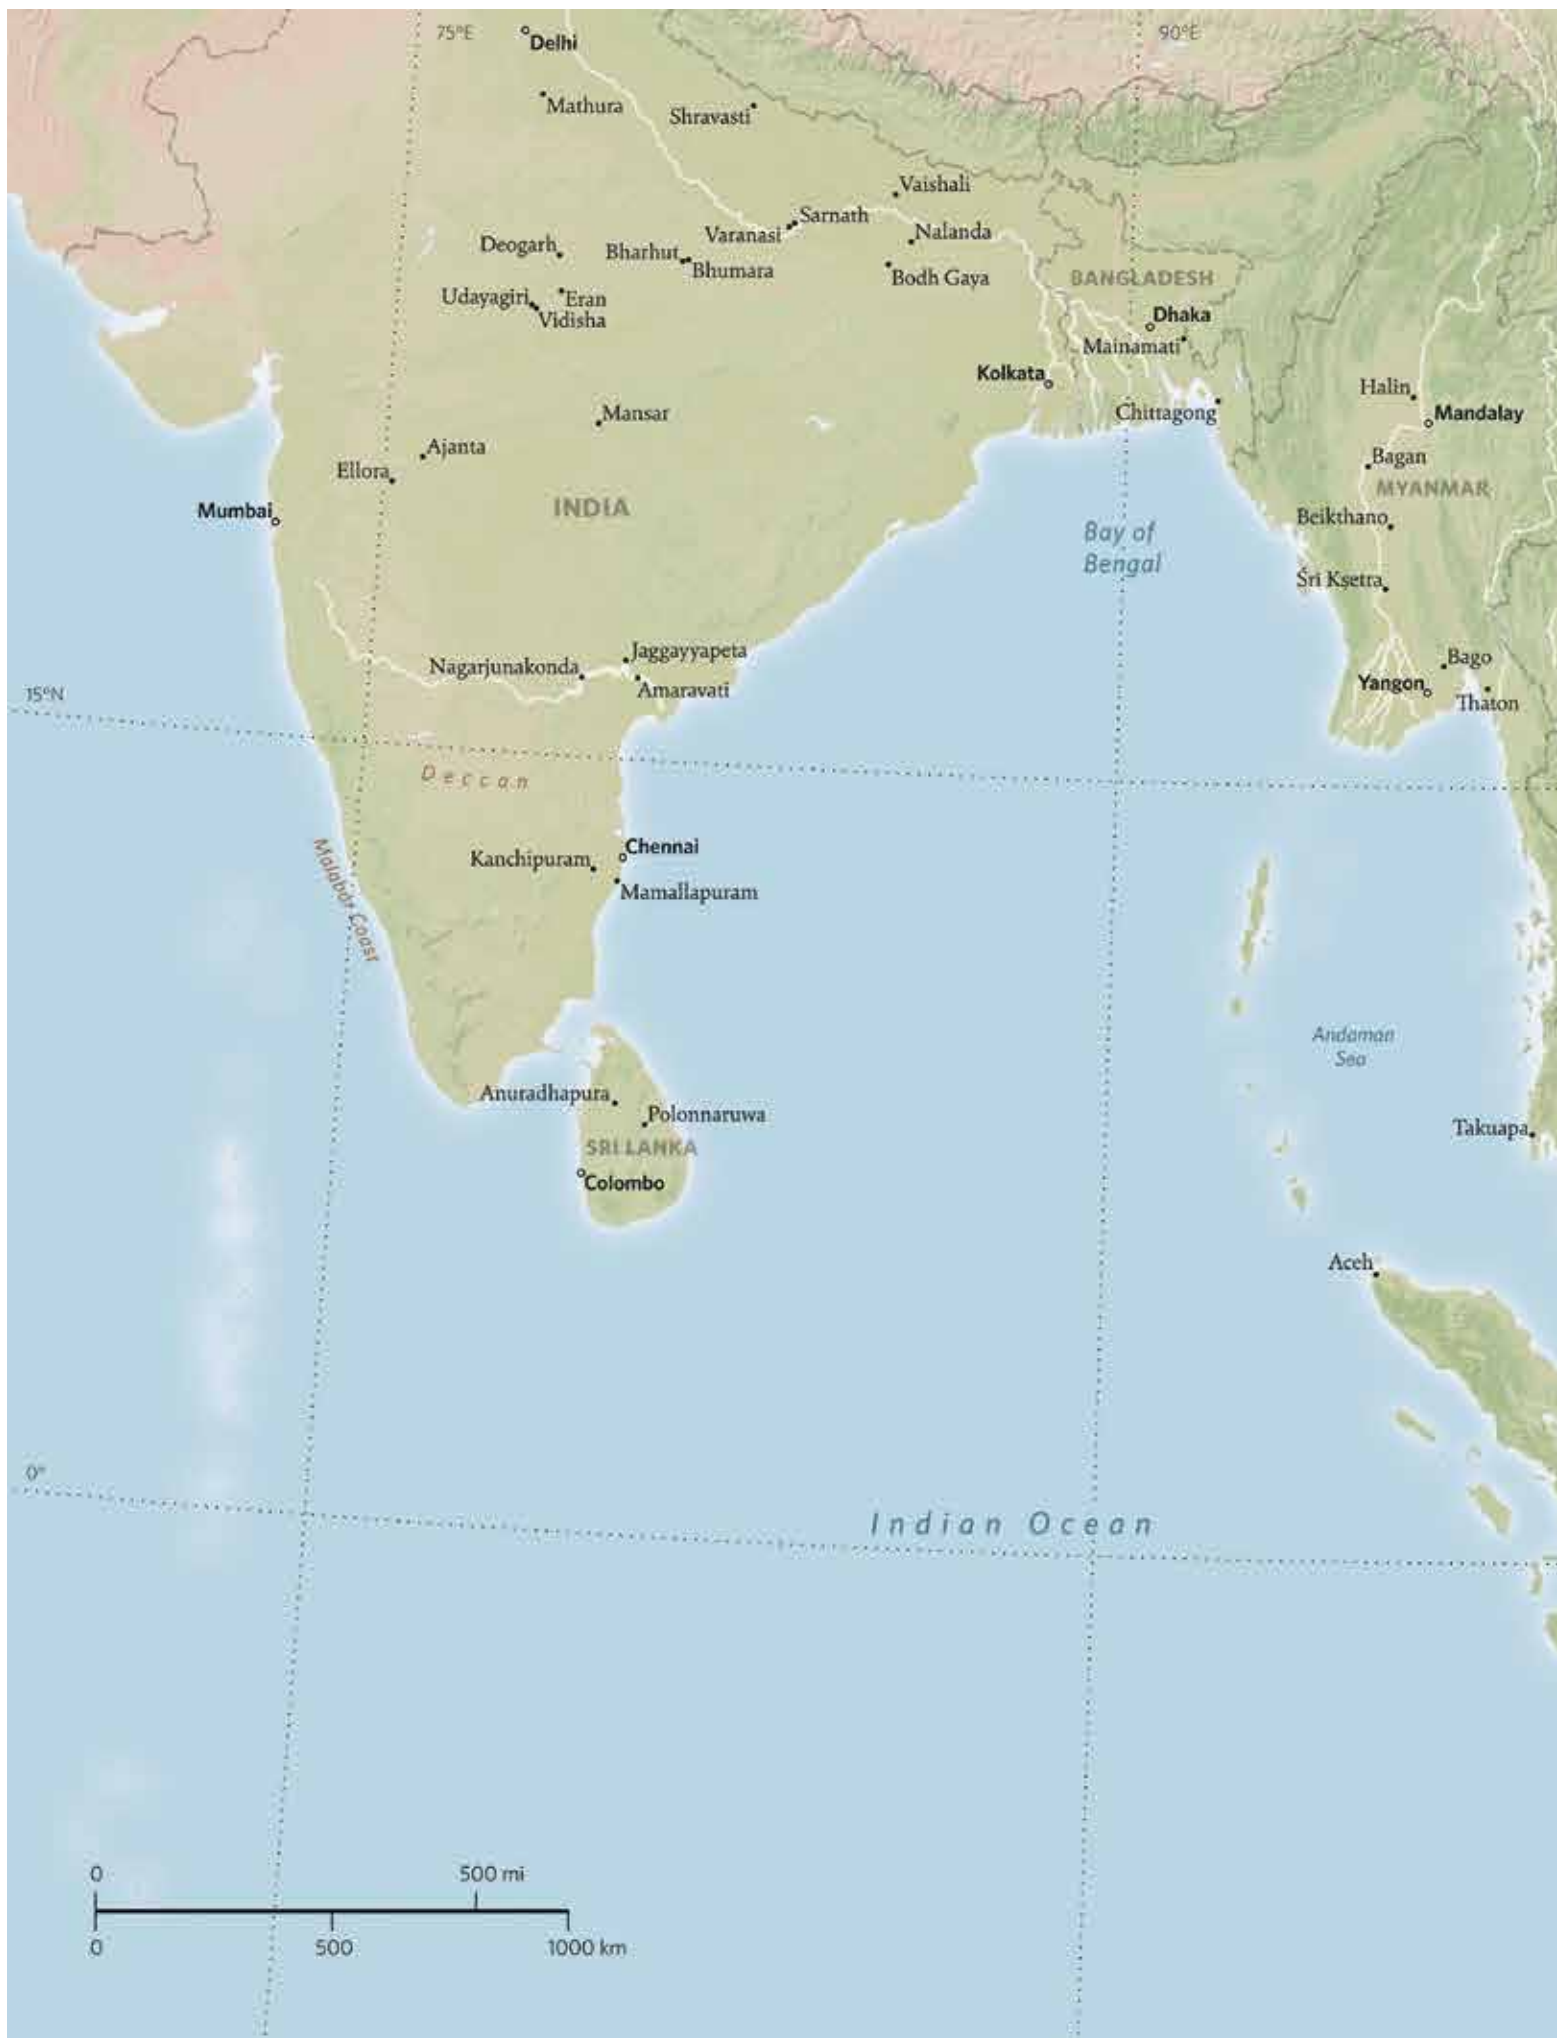 75°E
90°E
Delhi
Mathura
Shravasti
Vaishali
Sarnath
Varanasi
Nalanda
Deogarh
Bharhut
Bhumara
Bodh Gaya
BANGLADESH
Udayagiri
Eran
Vidisha
Dhaka
Mainamati
Kolkata
Halin
Mandalay
Chittagong
Mansar
Ajanta
Ellora
Bagan
MYANMAR
INDIA
Mumbai
Beikthano
Bay of
Bengal
Śri Ksetra
Jaggayyapeta
Nagarjunakonda
Amaravati
Bago
Yangon
Thaton
15°N
Deccan
Malabar Coast
Chennai
Kanchipuram
Mamallapuram
Andaman
Sea
Anuradhapura
Polonnaruwa
Takuapa
SRI LANKA
Colombo
Aceh
0°
Indian Ocean
0
500 mi
0
500
1000 km